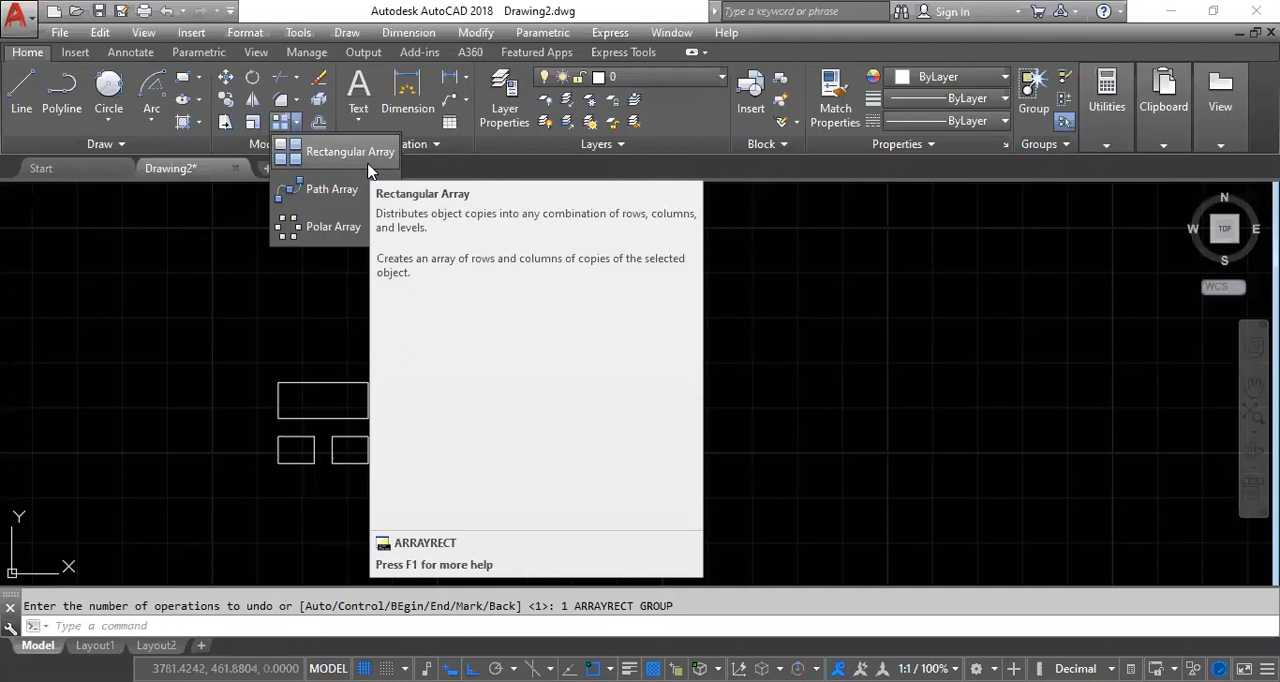 Autodesk AutoCAD 2018 Drawing2.dwg
Type a keyword or phrase
Sign In
File Edit View Insert Format Tools Draw Dimension Modify Parametric Express Window Help
Home Insert Annotate Parametric View Manage Output Add-ins A360 Featured Apps Express Tools
0
ByLayer
ByLayer
ByLayer
Line Polyline Circle Arc
Text Dimension
Layer
Properties
Insert
Match
Properties
Group Utilities Clipboard View
Draw
Layers Block Properties Groups
Start Drawing2*
Rectangular Array
Path Array
Polar Array
Rectangular Array
Distributes object copies into any combination of rows, columns,
and levels.
Creates an array of rows and columns of copies of the selected
object.
ARRAYRECT
Press F1 for more help
N
W TOP E
S
WCS
Y
X
Enter the number of operations to undo or [Auto/Control/BEgin/End/Mark/Back] <1>: 1 ARRAYRECT GROUP
Type a command
Model Layout1 Layout2 +
3781.4242, 461.8804, 0.0000 MODEL 1:1 / 100% Decimal